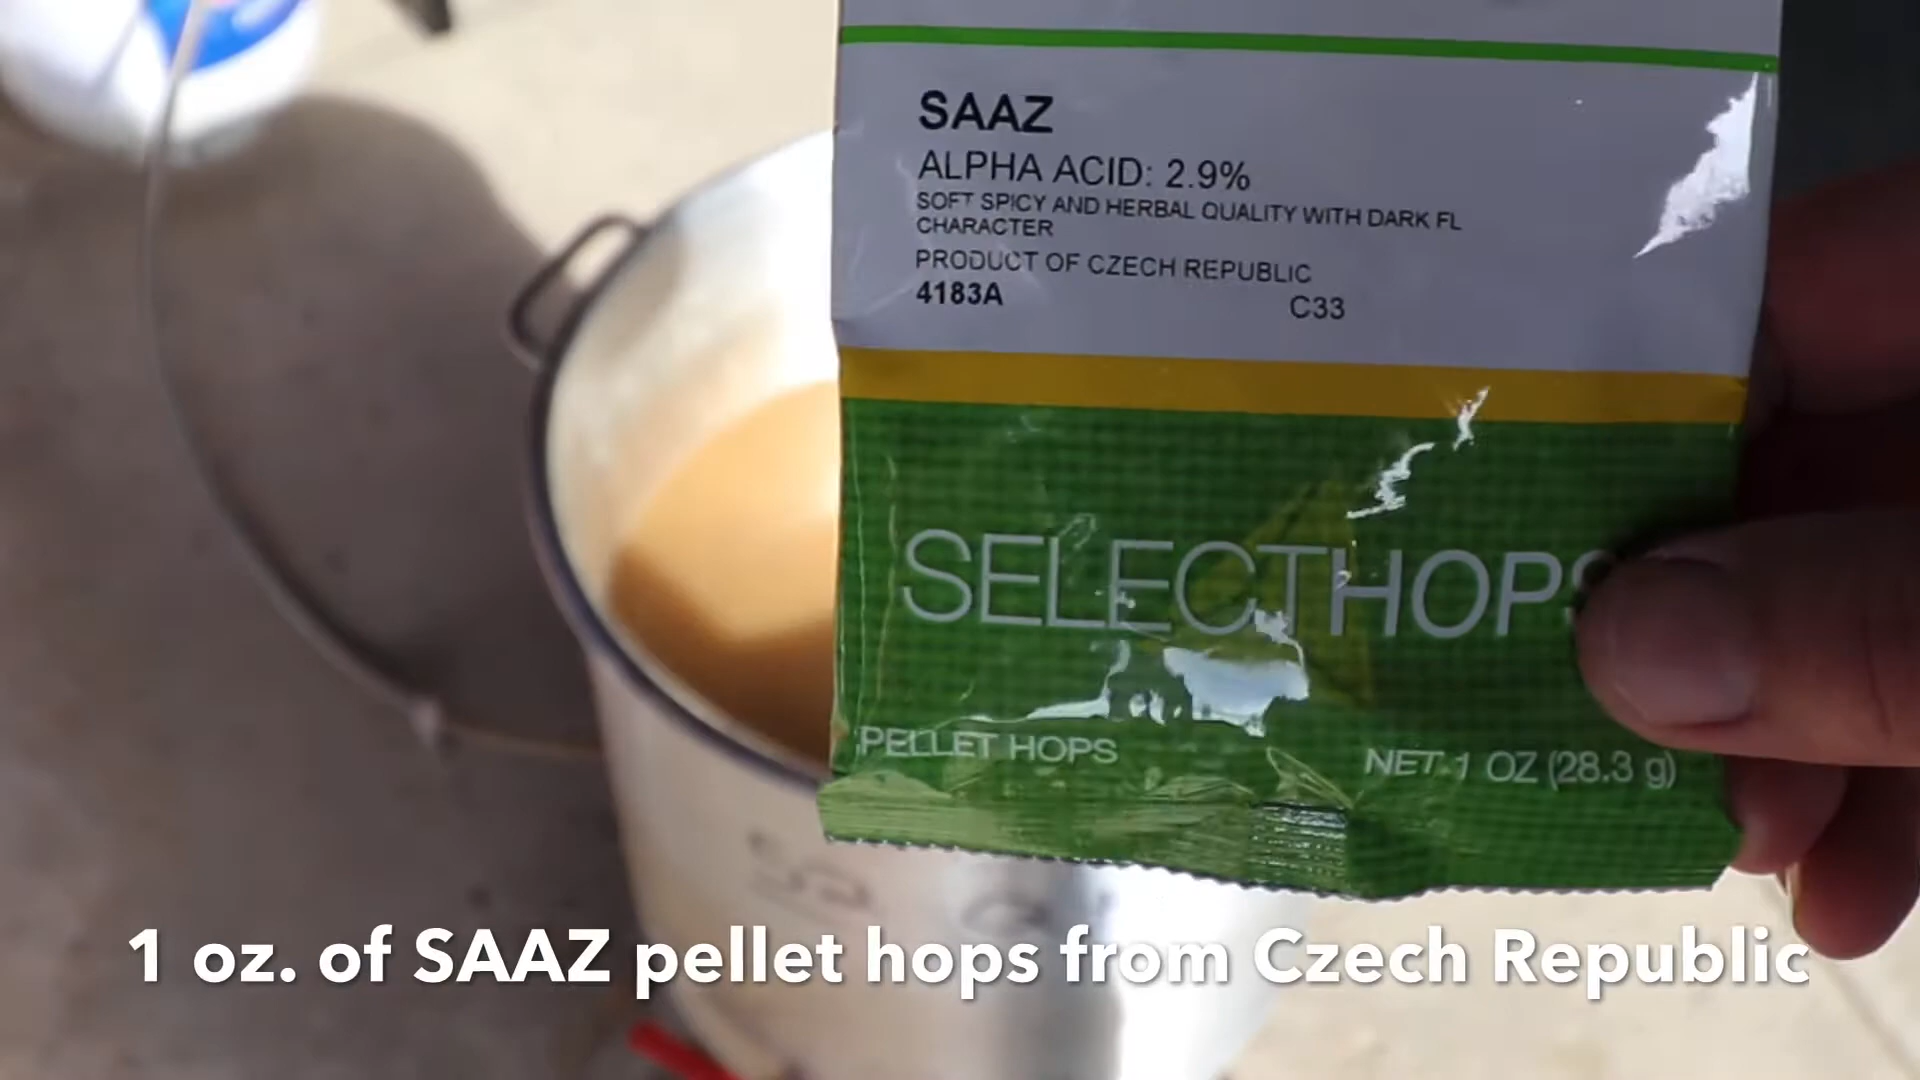 SAAZ
ALPHA ACID: 2.9%
SOFT SPICY AND HERBAL QUALITY WITH DARK FL
CHARACTER
PRODUCT OF CZECH REPUBLIC
4183A C33
SELECTHOPS
PELLET HOPS NET 1 OZ (28.3 g)
1 oz. of SAAZ pellet hops from Czech Republic